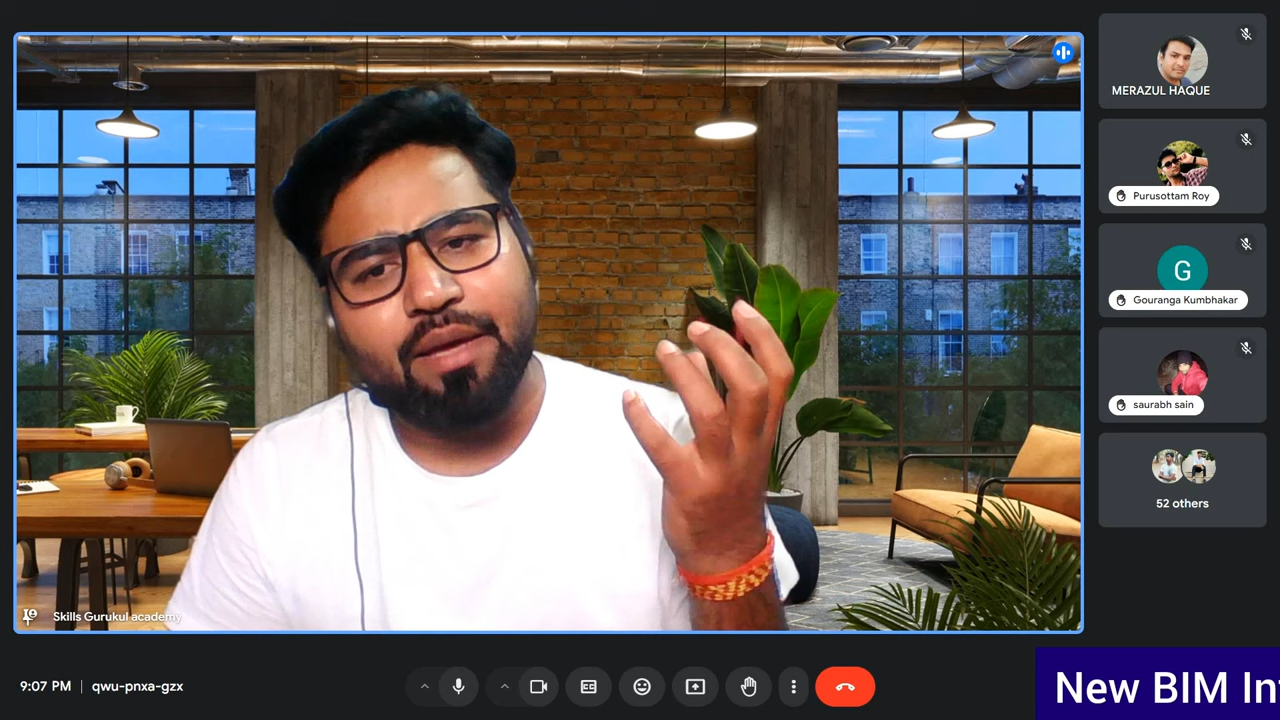 MERAZUL HAQUE
Purusottam Roy
G
Gouranga Kumbhakar
saurabh sain
52 others
Skills Gurukul academy
9:07 PM | qwu-pnxa-gzx
New BIM In